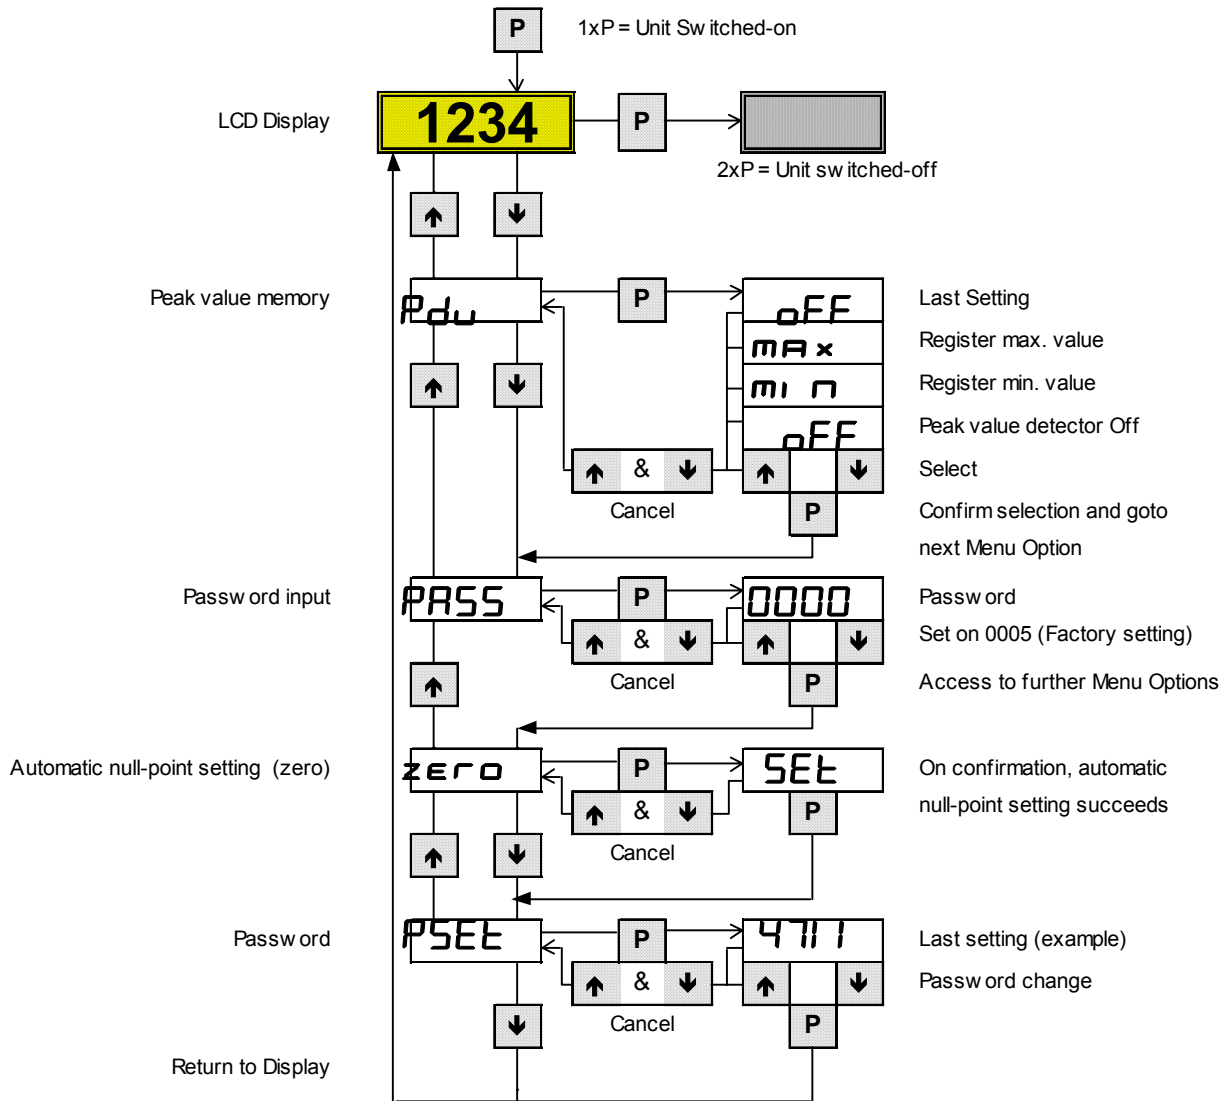 P 1xP = Unit Switched-on
LCD Display 1234 P
2xP = Unit switched-off
↑ ↓
Peak value memory Pdv P oFF Last Setting
mAx Register max. value
↑ ↓ mi n Register min. value
oFF Peak value detector Off
↑ & ↓ ↑ ↓ Select
Cancel P Confirm selection and goto
next Menu Option
Password input PASS P 0000 Password
↑ & ↓ ↑ ↓ Set on 0005 (Factory setting)
↑ Cancel P Access to further Menu Options
Automatic null-point setting (zero) zero P SEt On confirmation, automatic
↑ & ↓ P null-point setting succeeds
↑ ↓ Cancel
Password PSEt P 4711 Last setting (example)
↑ & ↓ ↑ ↓ Password change
↓ Cancel P
Return to Display